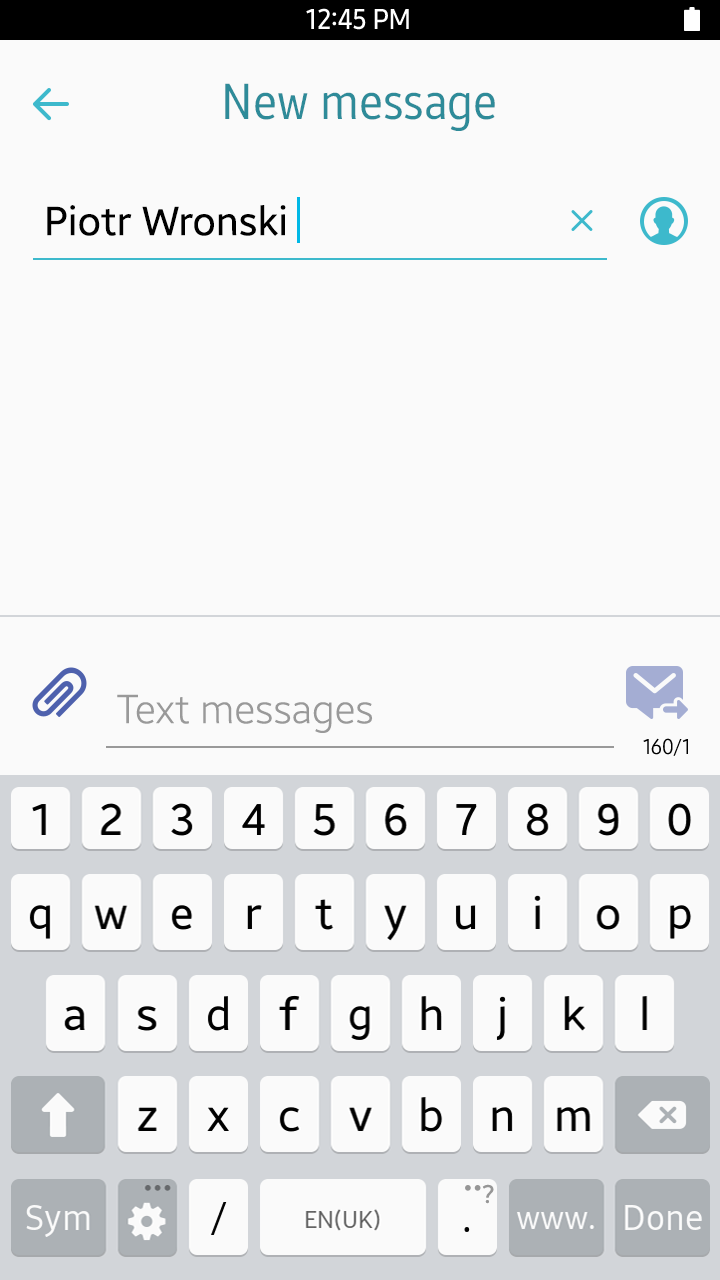 12:45 PM
New message
Piotr Wronski
Text messages
160/1
1 2 3 4 5 6 7 8 9 0
q w e r t y u i o p
a s d f g h j k l
z x c v b n m
Sym / EN(UK) . ..? www. Done